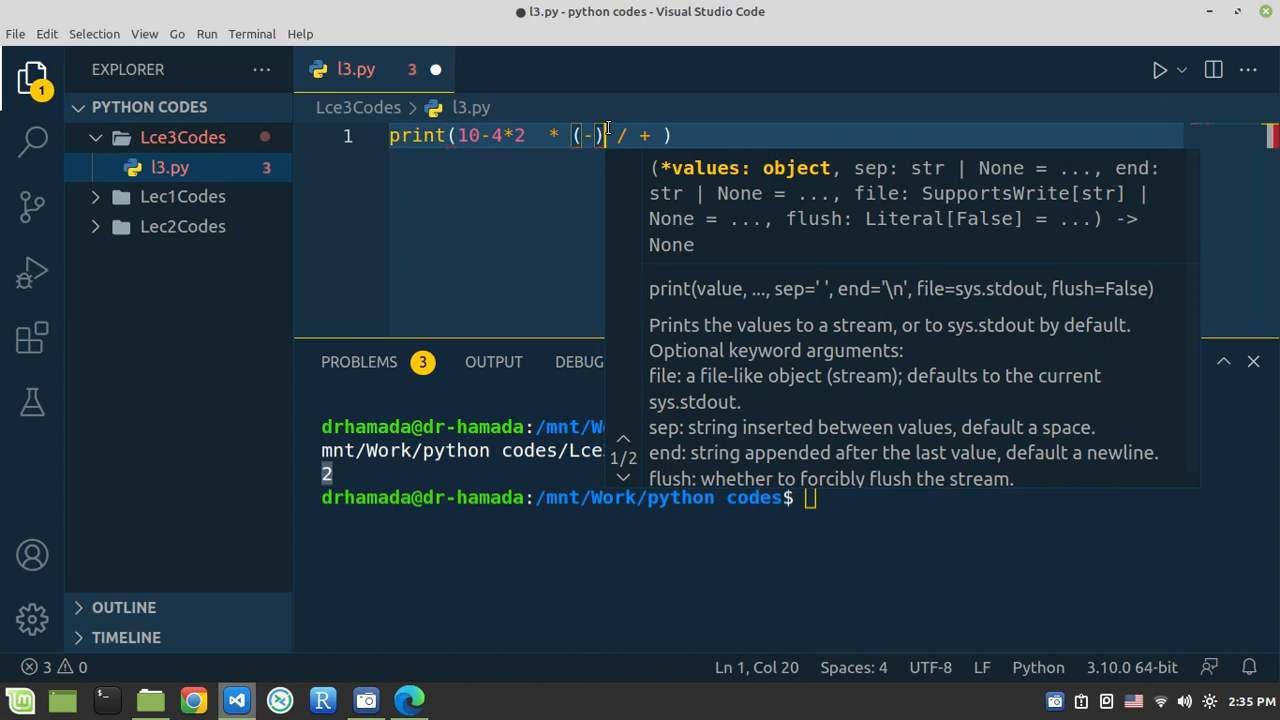 ● l3.py - python codes - Visual Studio Code
File Edit Selection View Go Run Terminal Help
1
EXPLORER ...
l3.py 3 ●
PYTHON CODES
Lce3Codes
l3.py 3
Lec1Codes
Lec2Codes
Lce3Codes > l3.py
1 print(10-4*2  * (-) / + )
(*values: object, sep: str | None = ..., end:
str | None = ..., file: SupportsWrite[str] |
None = ..., flush: Literal[False] = ...) ->
None
print(value, ..., sep=' ', end='\n', file=sys.stdout, flush=False)
Prints the values to a stream, or to sys.stdout by default.
Optional keyword arguments:
file: a file-like object (stream); defaults to the current
sys.stdout.
sep: string inserted between values, default a space.
end: string appended after the last value, default a newline.
flush: whether to forcibly flush the stream.
1/2
PROBLEMS 3 OUTPUT DEBUG
drhamada@dr-hamada:/mnt/W
mnt/Work/python codes/Lce
2
drhamada@dr-hamada:/mnt/Work/python codes$
OUTLINE
TIMELINE
3 0 Ln 1, Col 20 Spaces: 4 UTF-8 LF Python 3.10.0 64-bit
2:35 PM